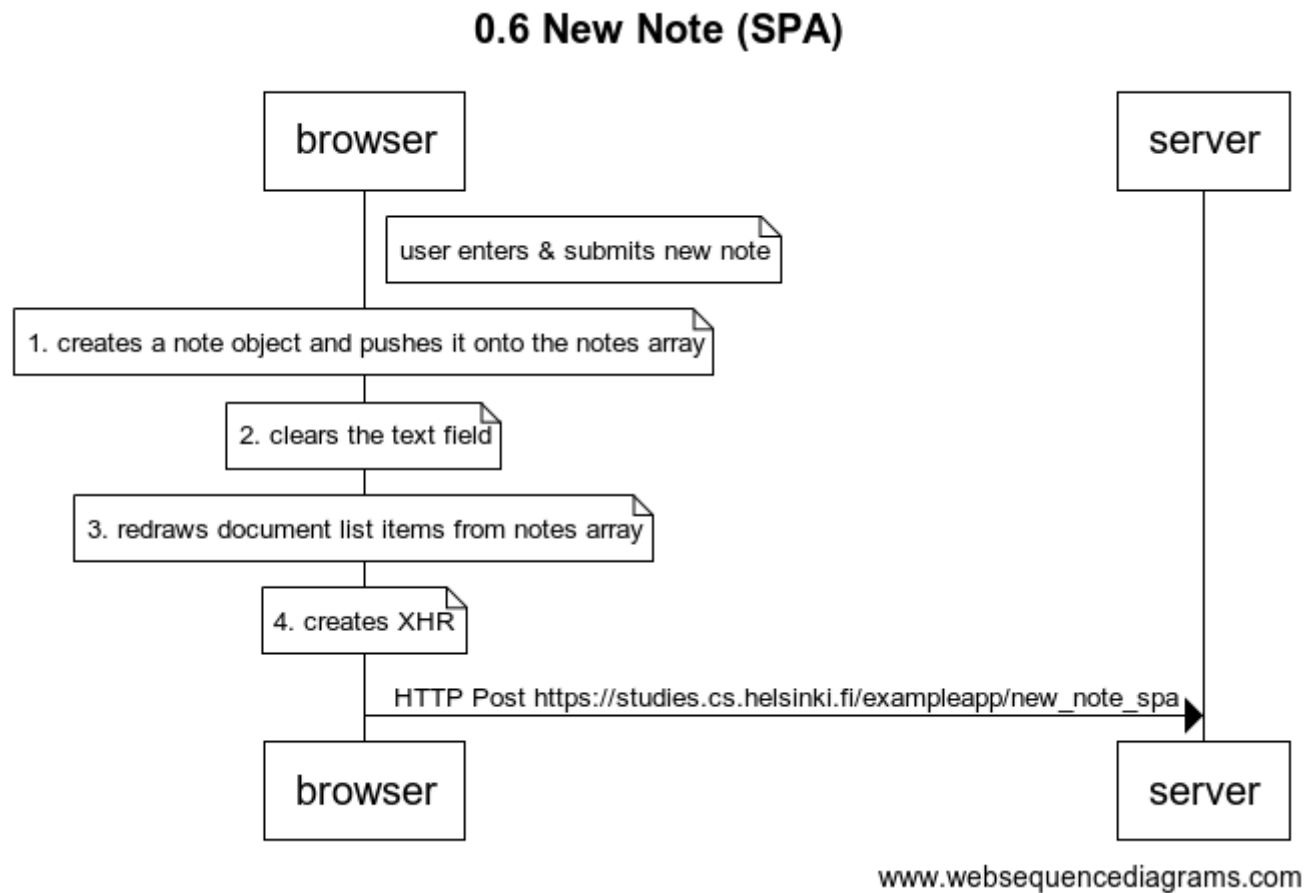 0.6 New Note (SPA)
browser
server
user enters & submits new note
1. creates a note object and pushes it onto the notes array
2. clears the text field
3. redraws document list items from notes array
4. creates XHR
HTTP Post https://studies.cs.helsinki.fi/exampleapp/new_note_spa
browser
server
www.websequencediagrams.com